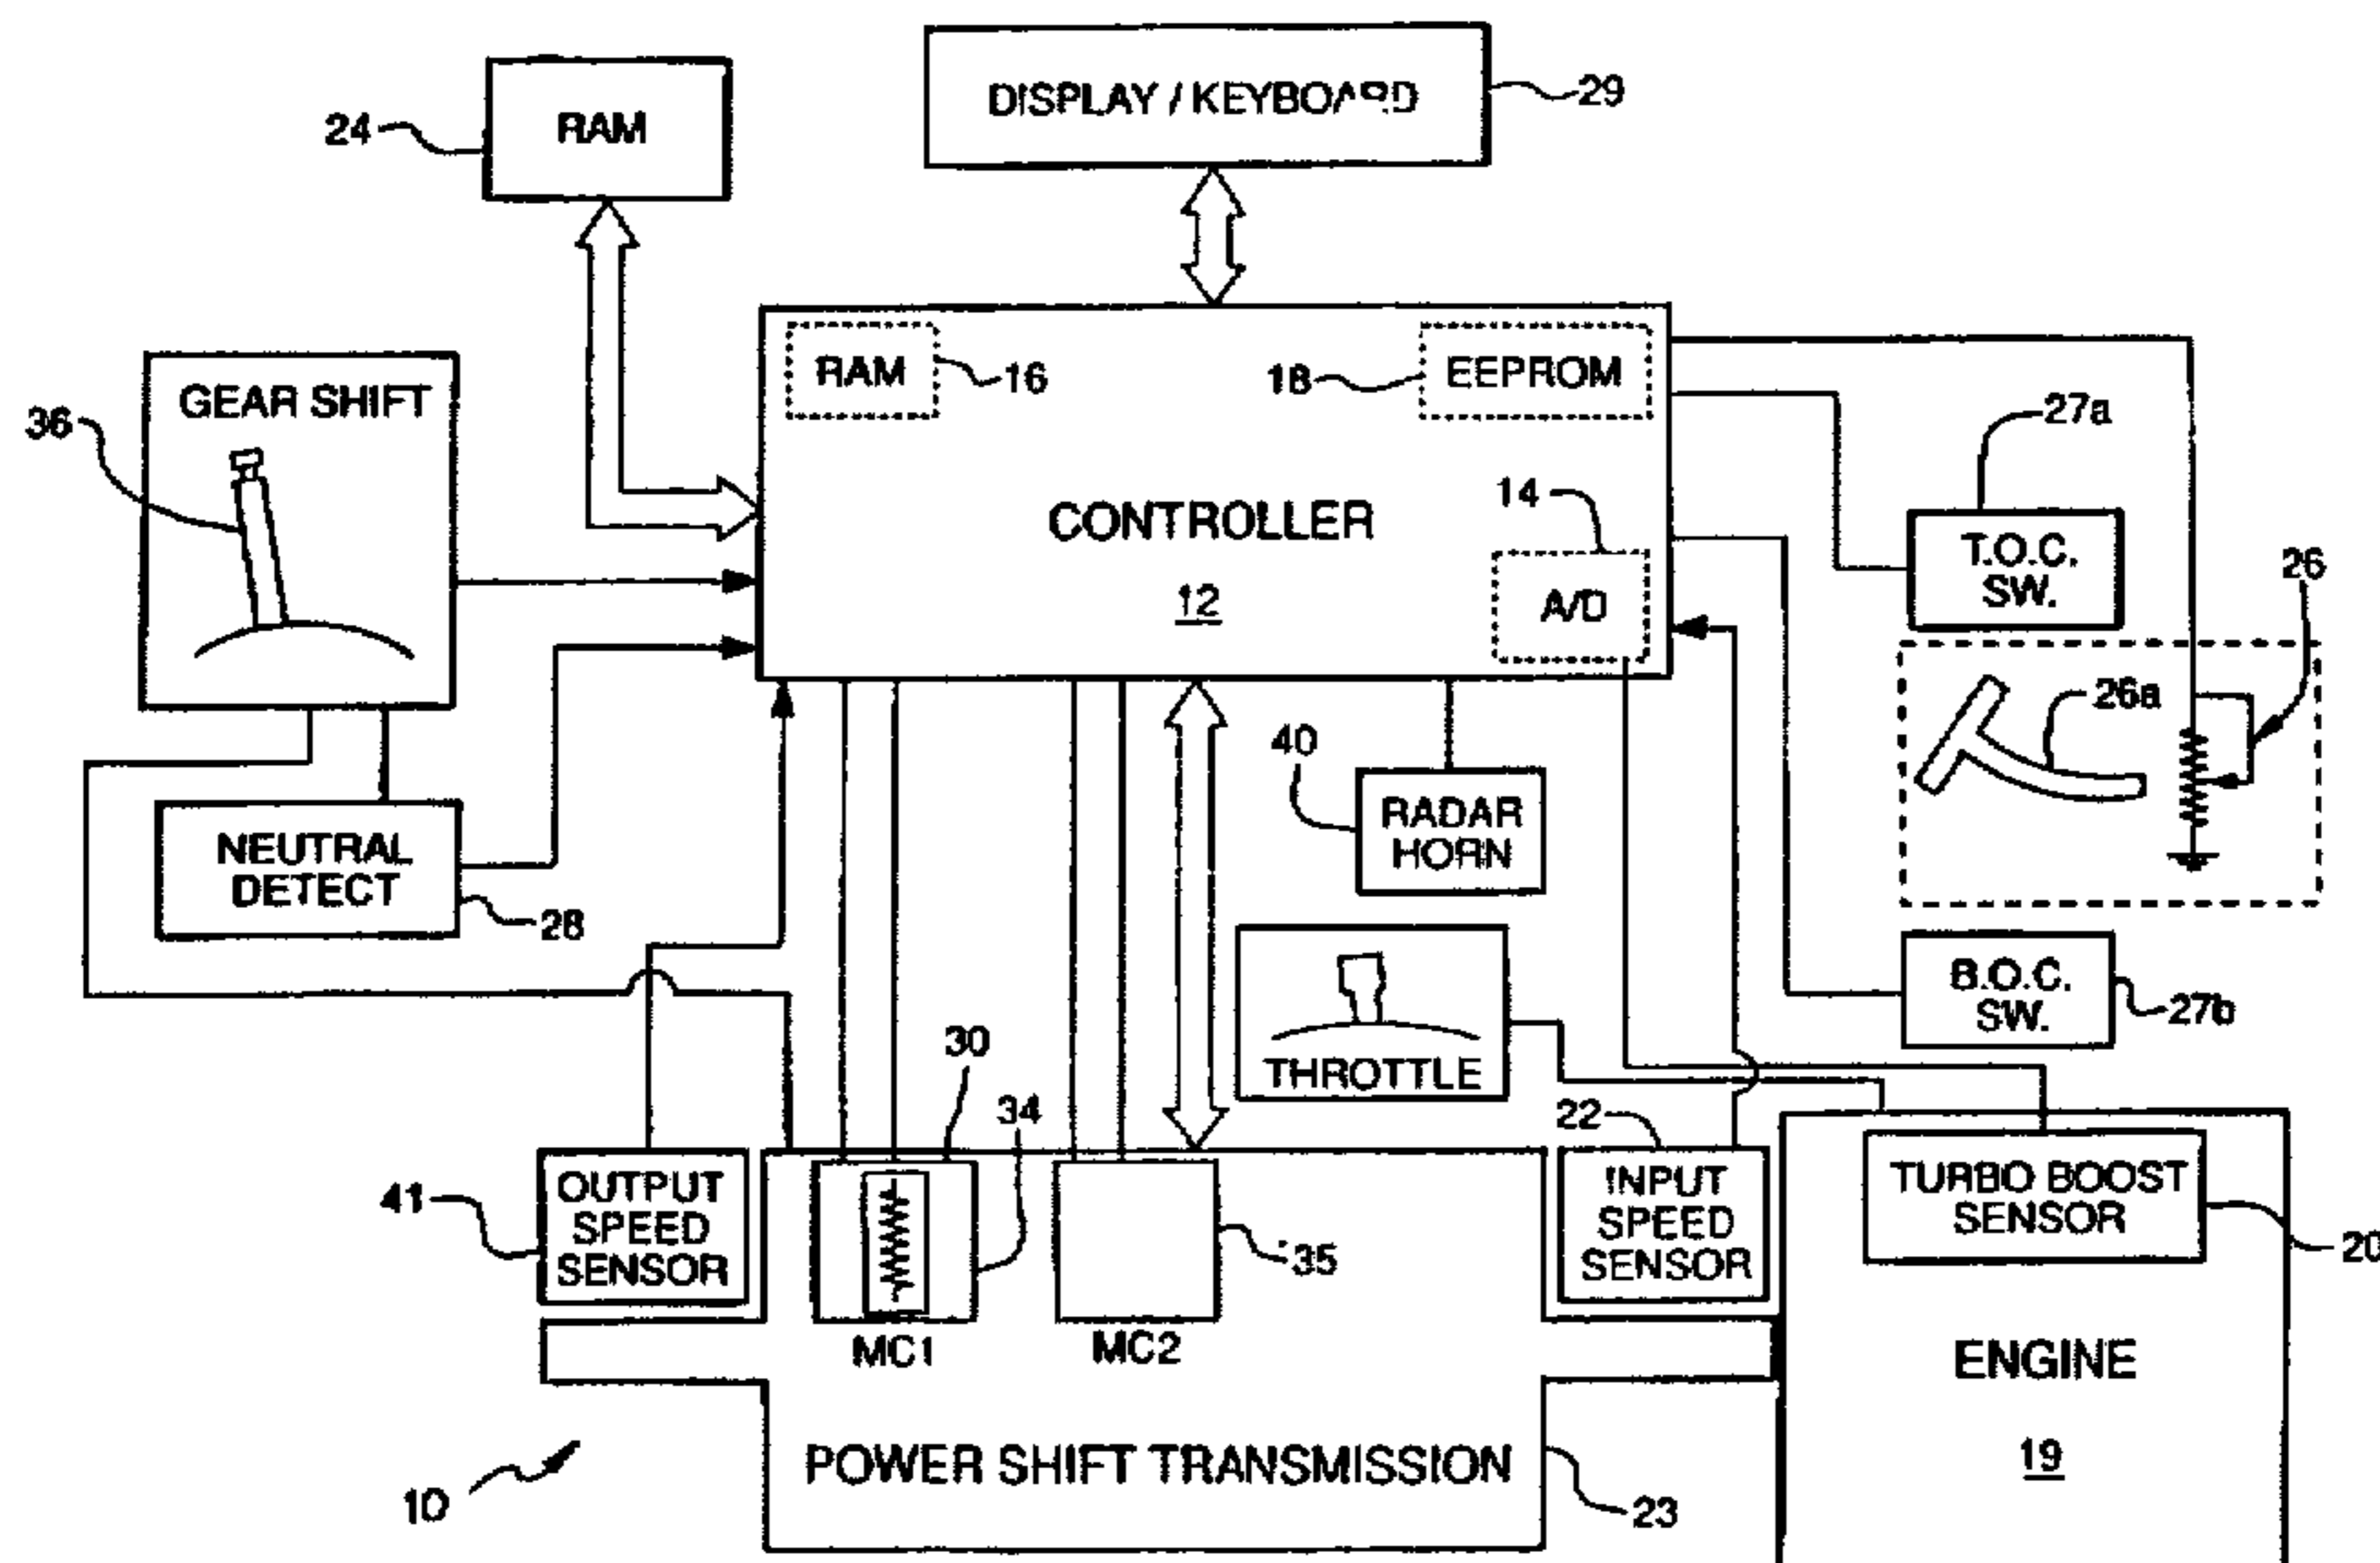 DISPLAY / KEYBOARD
29
24
RAM
RAM
16
18
EEPROM
GEAR SHIFT
36
27a
14
CONTROLLER
T.O.C.
SW.
26
12
A/D
26a
40
RADAR
HORN
NEUTRAL
DETECT
28
B.O.C.
SW.
27b
30
THROTTLE
34
22
41
OUTPUT
SPEED
SENSOR
INPUT
SPEED
SENSOR
TURBO BOOST
SENSOR
35
20
MC1
MC2
ENGINE
POWER SHIFT TRANSMISSION
19
10
23